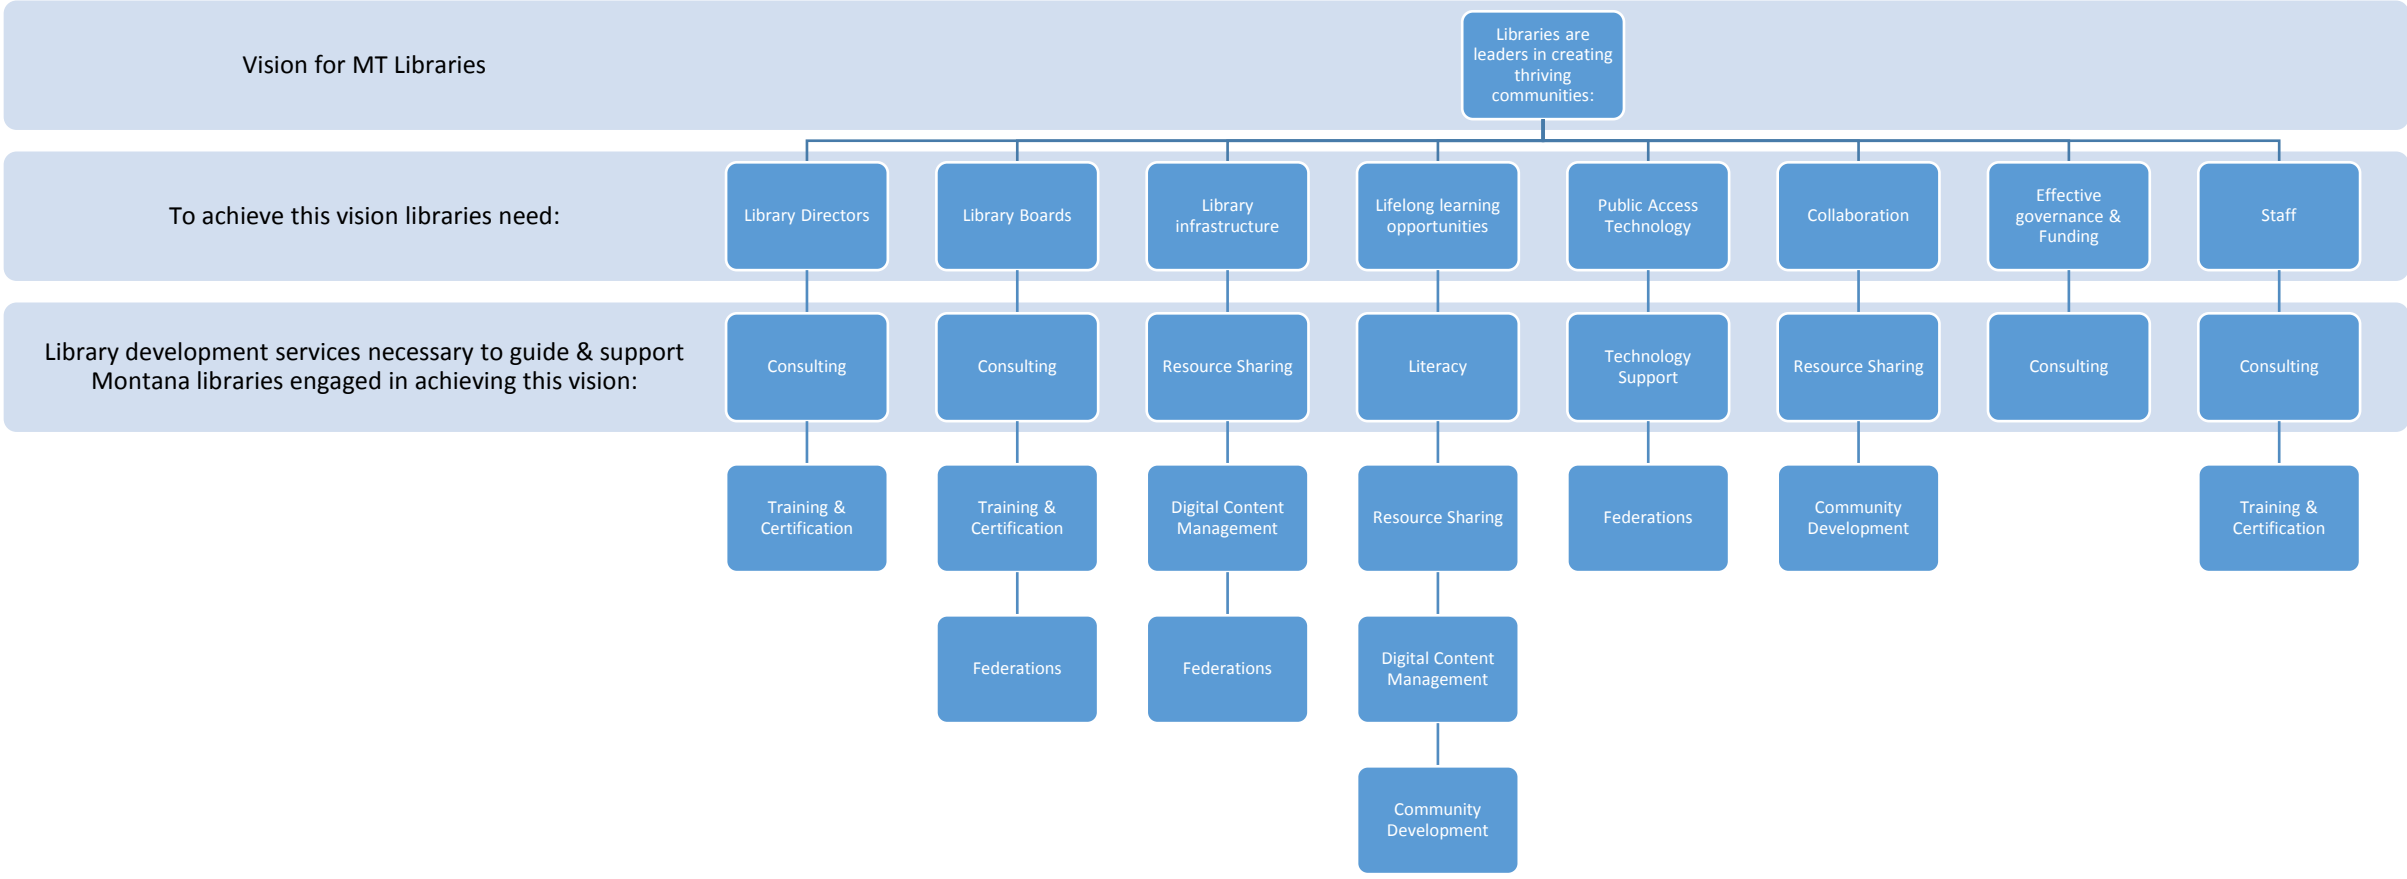 Vision for MT Libraries
Libraries are
leaders in creating
thriving
communities:
To achieve this vision libraries need:
Library Directors
Library Boards
Library
infrastructure
Lifelong learning
opportunities
Public Access
Technology
Collaboration
Effective
governance &
Funding
Staff
Library development services necessary to guide & support
Montana libraries engaged in achieving this vision:
Consulting
Consulting
Resource Sharing
Literacy
Technology
Support
Resource Sharing
Consulting
Consulting
Training &
Certification
Training &
Certification
Digital Content
Management
Resource Sharing
Federations
Community
Development
Training &
Certification
Federations
Federations
Digital Content
Management
Community
Development